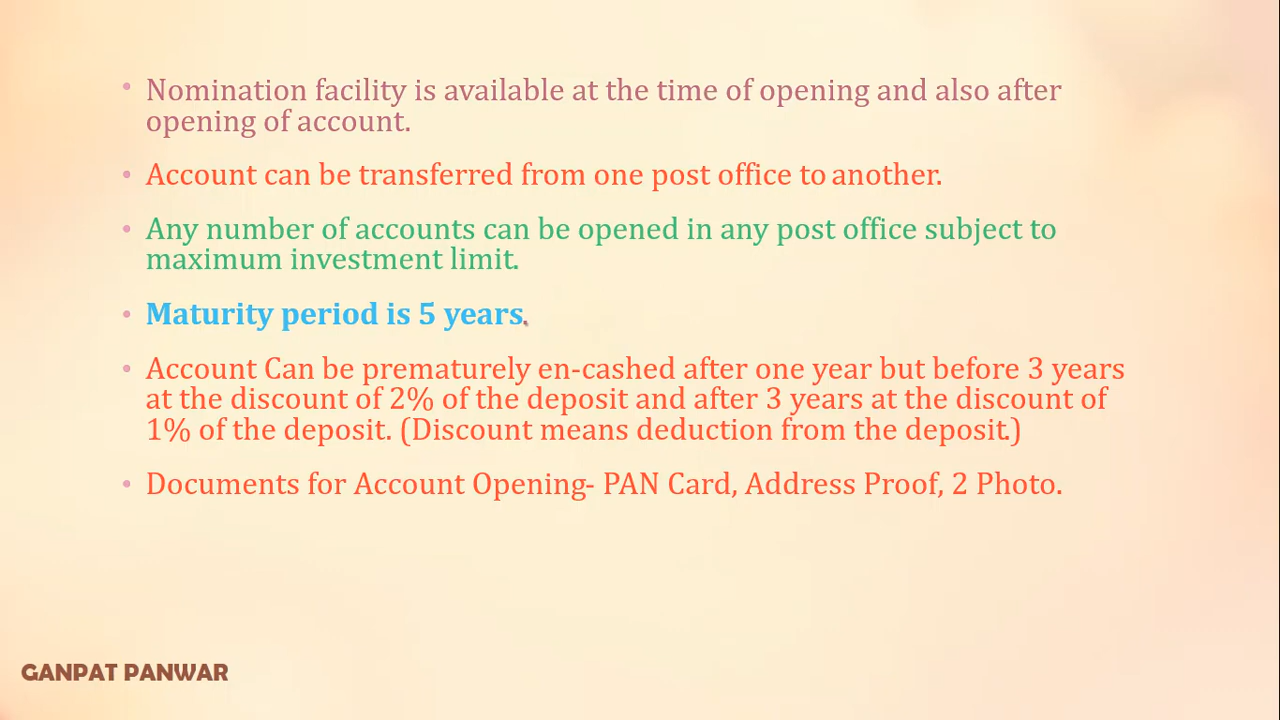 • Nomination facility is available at the time of opening and also after
opening of account.
• Account can be transferred from one post office to another.
• Any number of accounts can be opened in any post office subject to
maximum investment limit.
• Maturity period is 5 years.
• Account Can be prematurely en-cashed after one year but before 3 years
at the discount of 2% of the deposit and after 3 years at the discount of
1% of the deposit. (Discount means deduction from the deposit.)
• Documents for Account Opening- PAN Card, Address Proof, 2 Photo.
GANPAT PANWAR